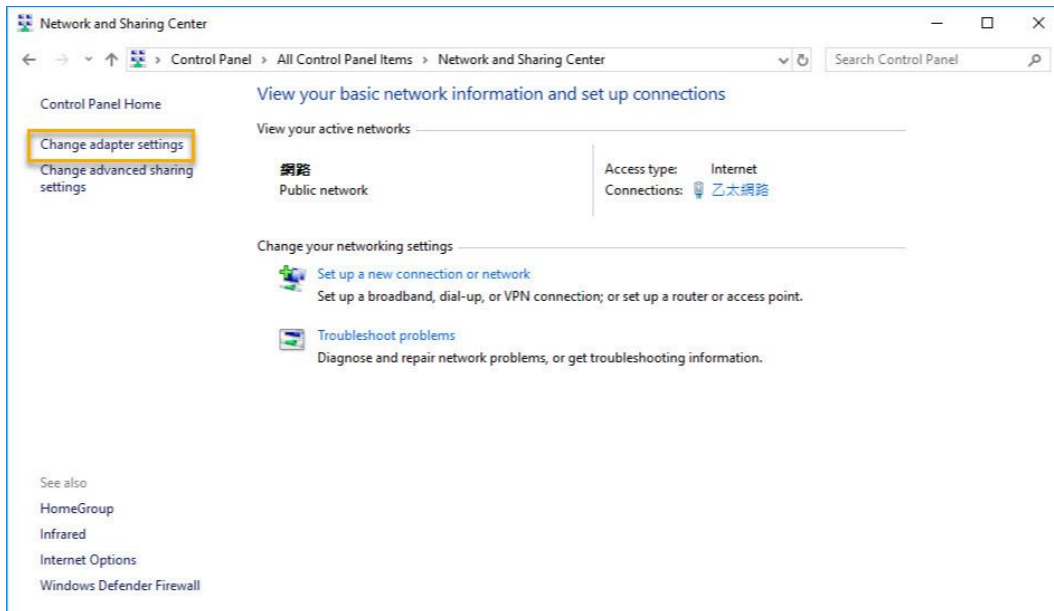 Network and Sharing Center
Control Panel > All Control Panel Items > Network and Sharing Center
Search Control Panel
Control Panel Home
Change adapter settings
Change advanced sharing
settings
View your basic network information and set up connections
View your active networks
網路
Public network
Access type: Internet
Connections: 乙太網路
Change your networking settings
Set up a new connection or network
Set up a broadband, dial-up, or VPN connection; or set up a router or access point.
Troubleshoot problems
Diagnose and repair network problems, or get troubleshooting information.
See also
HomeGroup
Infrared
Internet Options
Windows Defender Firewall